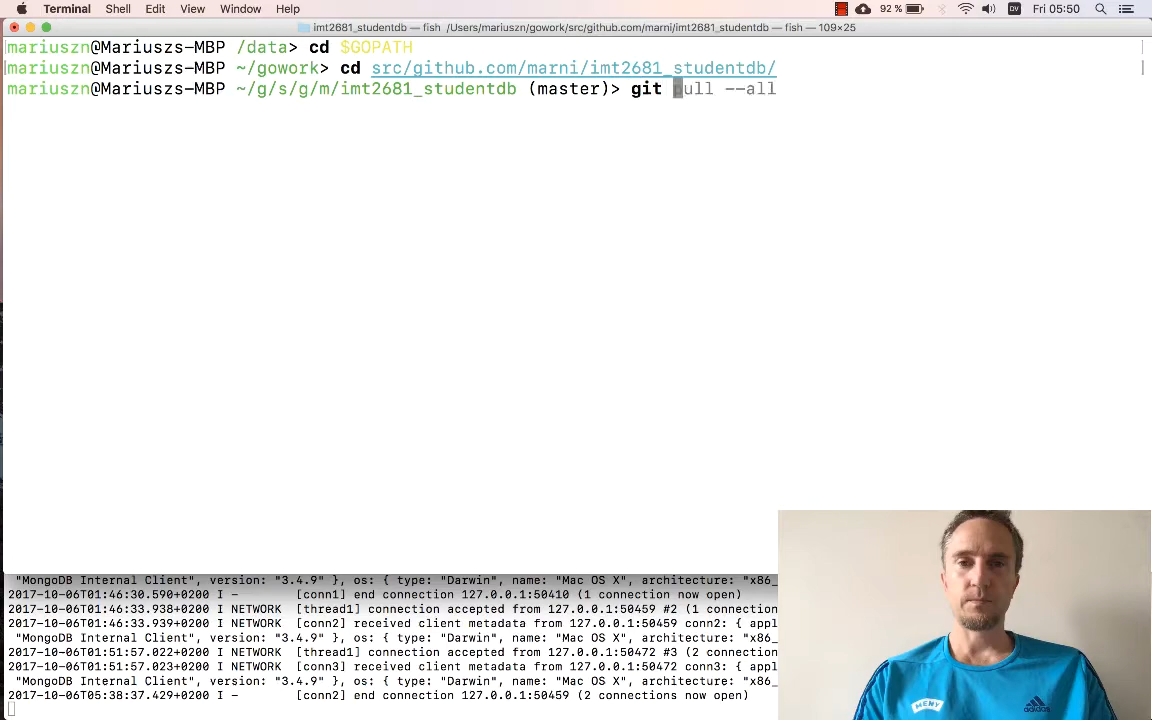 Terminal Shell Edit View Window Help 92 % DV Fri 05:50
imt2681_studentdb — fish /Users/mariuszn/gowork/src/github.com/marni/imt2681_studentdb — fish — 109×25
mariuszn@Mariuszs-MBP /data> cd $GOPATH
mariuszn@Mariuszs-MBP ~/gowork> cd src/github.com/marni/imt2681_studentdb/
mariuszn@Mariuszs-MBP ~/g/s/g/m/imt2681_studentdb (master)> git pull --all
"MongoDB Internal Client", version: "3.4.9" }, os: { type: "Darwin", name: "Mac OS X", architecture: "x86_
2017-10-06T01:46:30.590+0200 I - [conn1] end connection 127.0.0.1:50410 (1 connection now open)
2017-10-06T01:46:33.938+0200 I NETWORK [thread1] connection accepted from 127.0.0.1:50459 #2 (1 connection
2017-10-06T01:46:33.939+0200 I NETWORK [conn2] received client metadata from 127.0.0.1:50459 conn2: { appl
"MongoDB Internal Client", version: "3.4.9" }, os: { type: "Darwin", name: "Mac OS X", architecture: "x86_
2017-10-06T01:51:57.022+0200 I NETWORK [thread1] connection accepted from 127.0.0.1:50472 #3 (2 connection
2017-10-06T01:51:57.023+0200 I NETWORK [conn3] received client metadata from 127.0.0.1:50472 conn3: { appl
"MongoDB Internal Client", version: "3.4.9" }, os: { type: "Darwin", name: "Mac OS X", architecture: "x86_
2017-10-06T05:38:37.429+0200 I - [conn2] end connection 127.0.0.1:50459 (2 connections now open)
MENY
adidas